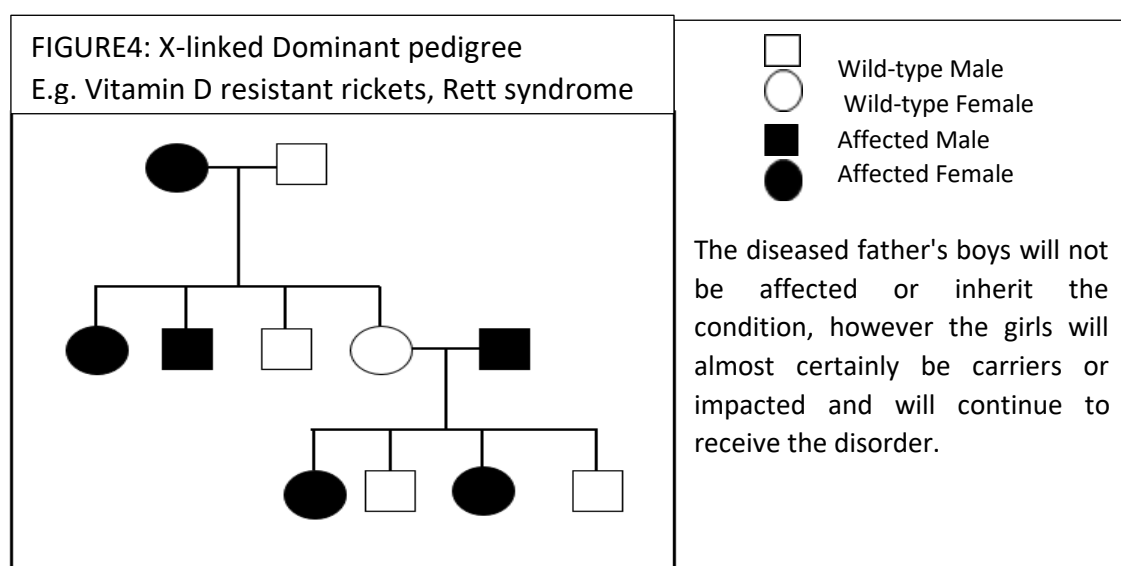 FIGURE4: X-linked Dominant pedigree
E.g. Vitamin D resistant rickets, Rett syndrome
Wild-type Male
Wild-type Female
Affected Male
Affected Female
The diseased father's boys will not
be affected or inherit the
condition, however the girls will
almost certainly be carriers or
impacted and will continue to
receive the disorder.